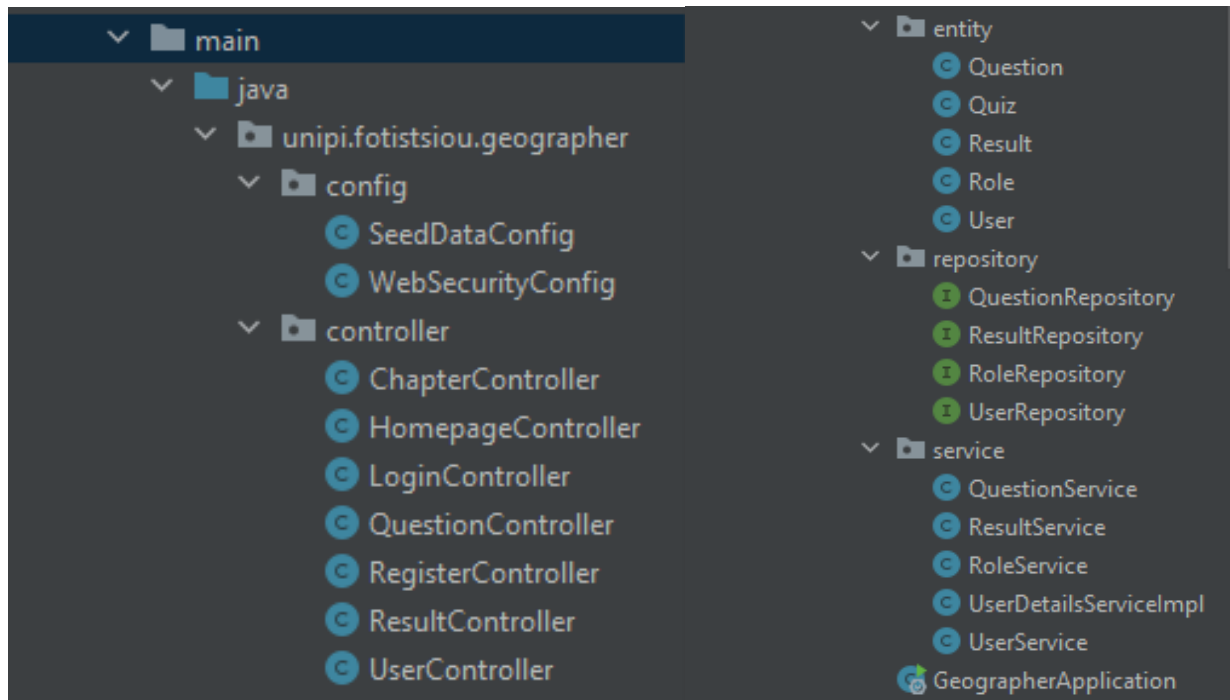 main
java
unipi.fotistsiou.geographer
config
SeedDataConfig
WebSecurityConfig
controller
ChapterController
HomepageController
LoginController
QuestionController
RegisterController
ResultController
UserController
entity
Question
Quiz
Result
Role
User
repository
QuestionRepository
ResultRepository
RoleRepository
UserRepository
service
QuestionService
ResultService
RoleService
UserDetailsServiceImpl
UserService
GeographerApplication